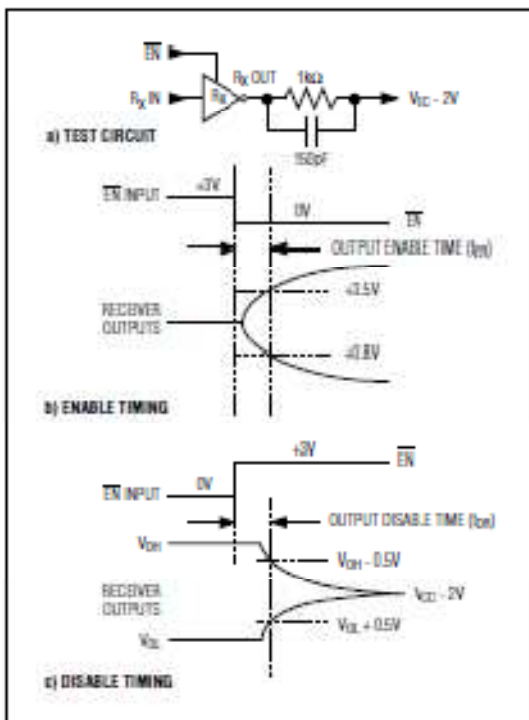 EN
RX OUT
1kΩ
RX IN
RX
VCC - 2V
a) TEST CIRCUIT
150pF
+3V
EN INPUT
0V
EN
OUTPUT ENABLE TIME (tEN)
+3.5V
RECEIVER
OUTPUTS
+0.8V
b) ENABLE TIMING
+3V
EN
0V
EN INPUT
OUTPUT DISABLE TIME (tDR)
VOH
VOH - 0.5V
RECEIVER
OUTPUTS
VCC - 2V
VOL + 0.5V
VOL
c) DISABLE TIMING